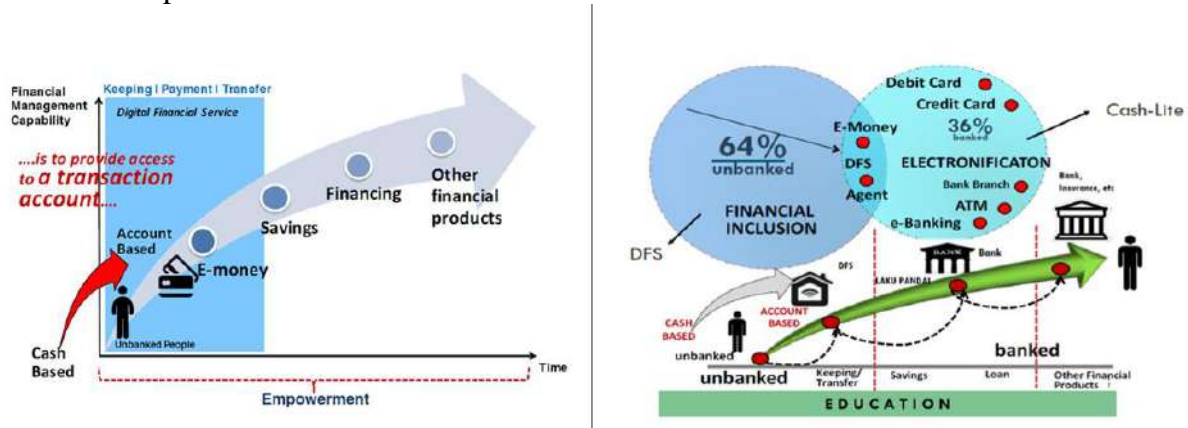 Financial
Management
Capability
Keeping I Payment I Transfer
Digital Financial Service
....is to provide access
to a transaction
account....
Account
Based
E-money
Savings
Financing
Other
financial
products
Unbanked People
Cash
Based
Time
Empowerment
Debit Card
Credit Card
36%
banked
Cash-Lite
E-Money
64%
unbanked
DFS
ELECTRONIFICATON
Agent
Bank Branch
Bank,
Insurance, etc
FINANCIAL
INCLUSION
ATM
e-Banking
DFS
DFS
BANK
Bank
LAKU PANDAI
CASH
BASED
ACCOUNT
BASED
unbanked
banked
unbanked
Keeping/
Transfer
Savings
Loan
Other Financial
Products
EDUCATION